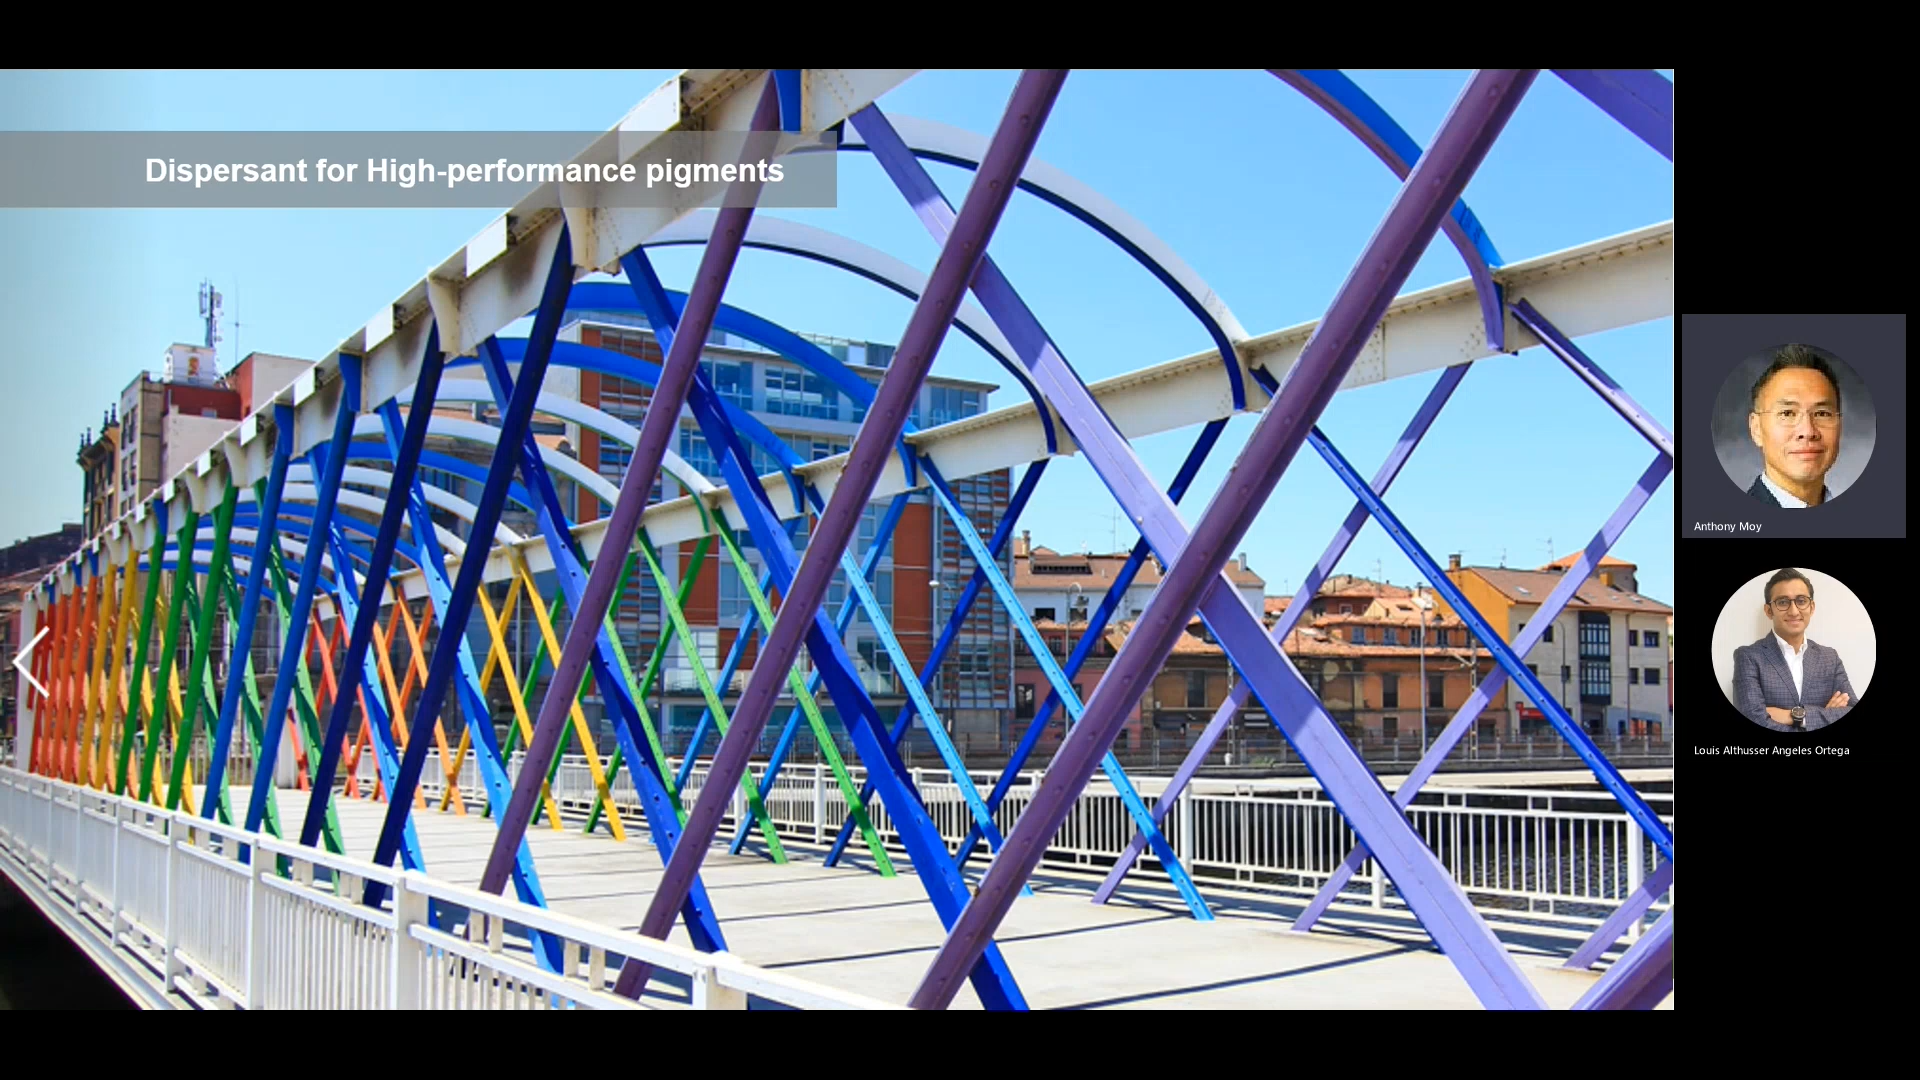 Dispersant for High-performance pigments
Anthony Moy
Louis Althusser Angeles Ortega